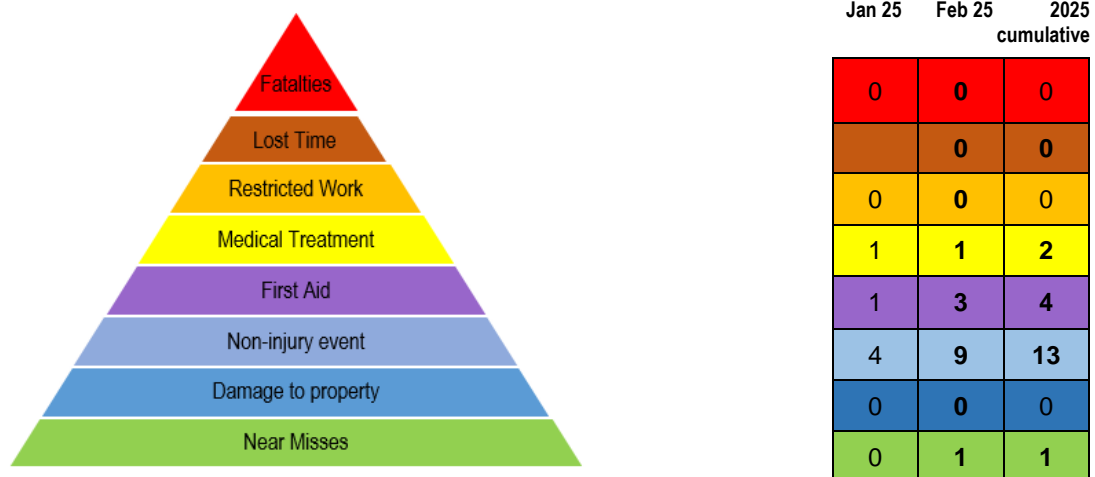 Jan 25 Feb 25 2025
cumulative
Fatalties 0 0 0
Lost Time 0 0
Restricted Work 0 0 0
Medical Treatment 1 1 2
First Aid 1 3 4
Non-injury event 4 9 13
Damage to property 0 0 0
Near Misses 0 1 1